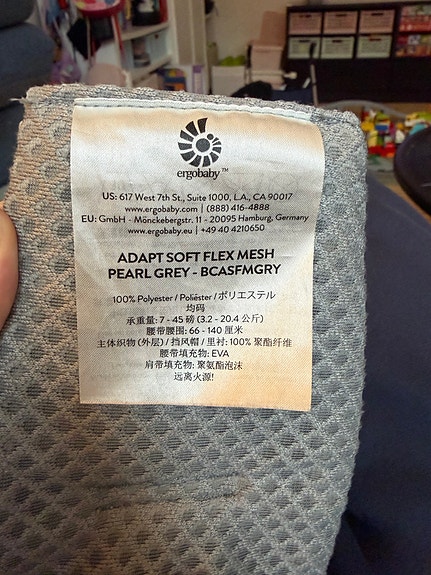 ergobaby
US: 617 West 7th St., Suite 1000, L.A., CA 90017
www.ergobaby.com | (888) 416-4888
EU: GmbH - Mönckebergstr. 11 - 20095 Hamburg, Germany
www.ergobaby.eu | +49 40 4210650
ADAPT SOFT FLEX MESH
PEARL GREY - BCASFMGRY
100% Polyester / Poliéster / ポリエステル
均码
承重量: 7 - 45 磅 (3.2 - 20.4 公斤)
腰带腰围: 66 - 140 厘米
主体织物 (外层) / 挡风帽 / 里衬: 100% 聚酯纤维
腰带填充物: EVA
肩带填充物: 聚氨酯泡沫
远离火源!